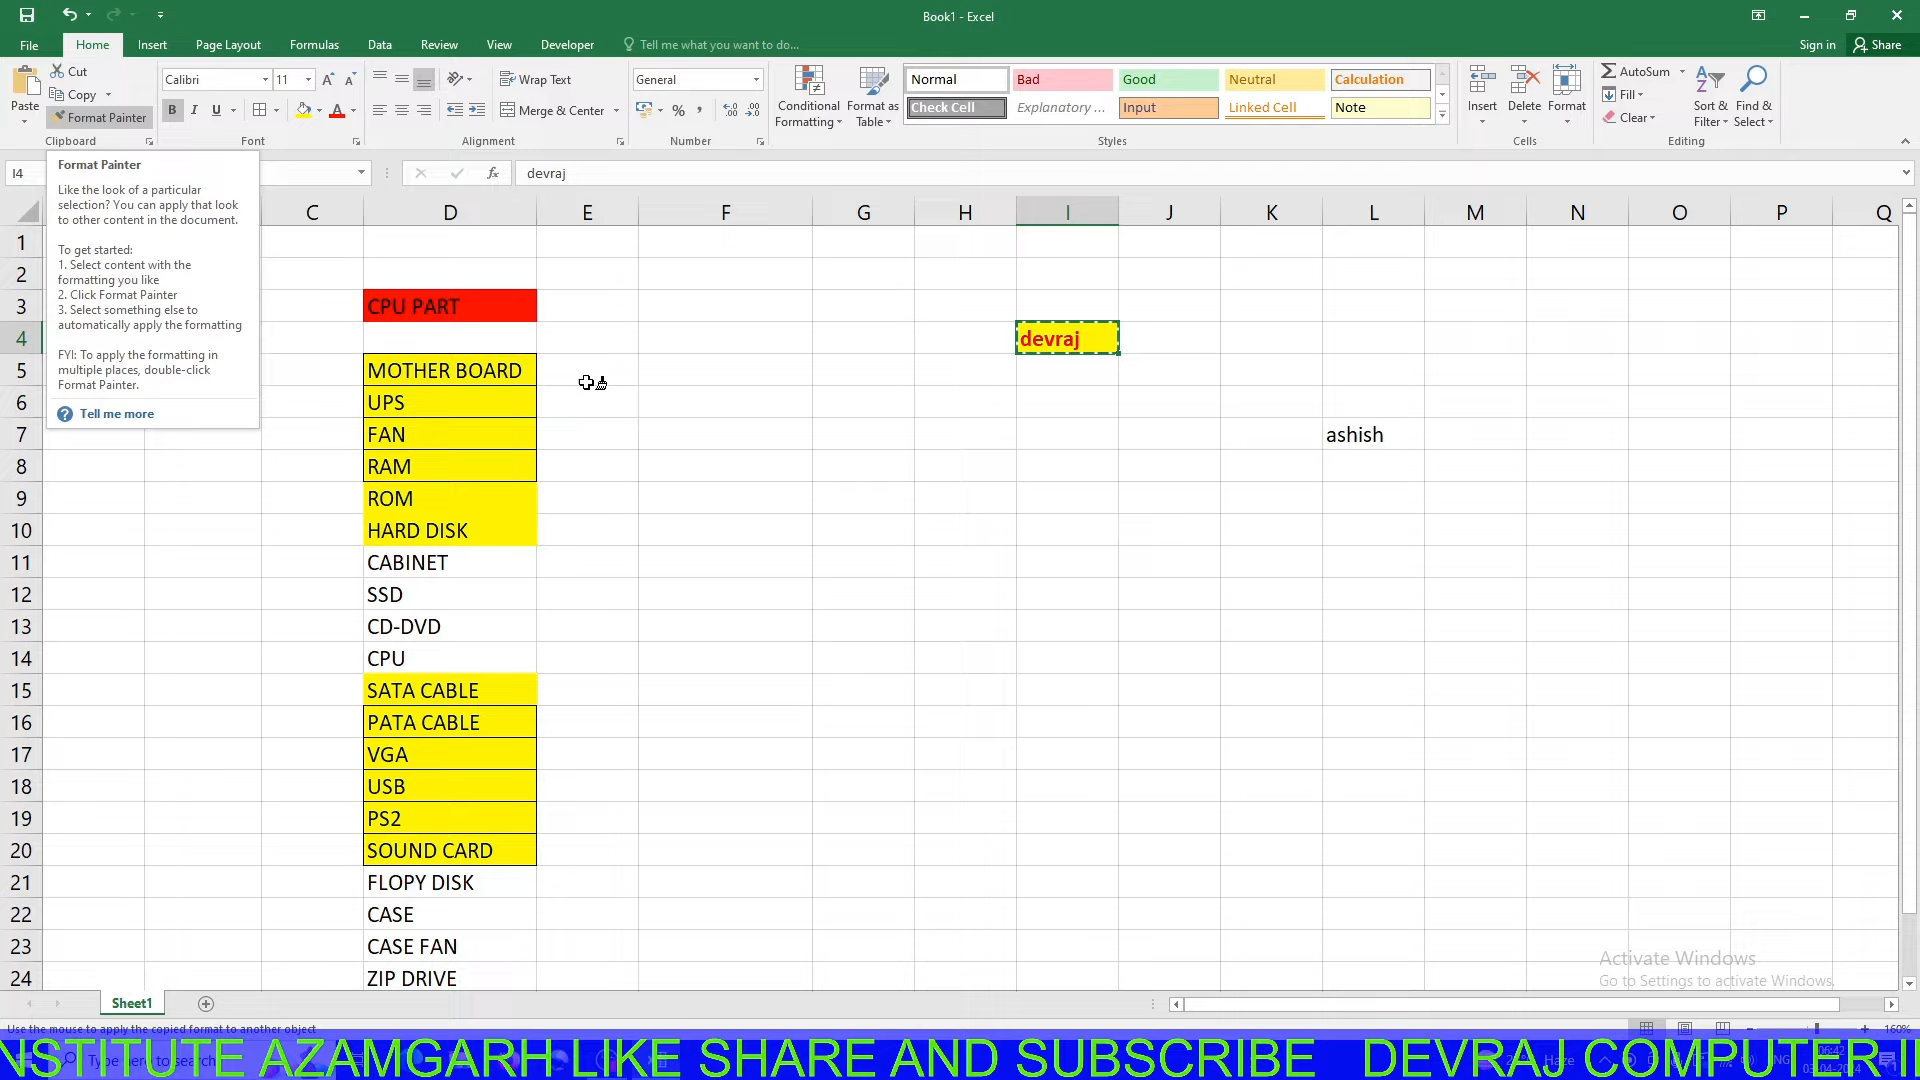 Book1 - Excel
File Home Insert Page Layout Formulas Data Review View Developer Tell me what you want to do... Sign in Share
Paste Cut Copy Format Painter Clipboard
Calibri 11 Font
Wrap Text Merge & Center Alignment
General Number
Conditional Formatting Format as Table
Normal Bad Good Neutral Calculation
Check Cell Explanatory ... Input Linked Cell Note
Styles
Insert Delete Format Cells
AutoSum Fill Clear Sort & Filter Find & Select Editing
I4 devraj
Format Painter
Like the look of a particular
selection? You can apply that look
to other content in the document.
To get started:
1. Select content with the
formatting you like
2. Click Format Painter
3. Select something else to
automatically apply the formatting
FYI: To apply the formatting in
multiple places, double-click
Format Painter.
Tell me more
C D E F G H I J K L M N O P Q
1
2
3 CPU PART
4 devraj
5 MOTHER BOARD
6 UPS
7 FAN ashish
8 RAM
9 ROM
10 HARD DISK
11 CABINET
12 SSD
13 CD-DVD
14 CPU
15 SATA CABLE
16 PATA CABLE
17 VGA
18 USB
19 PS2
20 SOUND CARD
21 FLOPY DISK
22 CASE
23 CASE FAN
24 ZIP DRIVE
Activate Windows
Go to Settings to activate Windows.
Sheet1
Use the mouse to apply the copied format to another object
160%
NSTITUTE AZAMGARH LIKE SHARE AND SUBSCRIBE DEVRAJ COMPUTER I
Type here to search
Haze
06:42